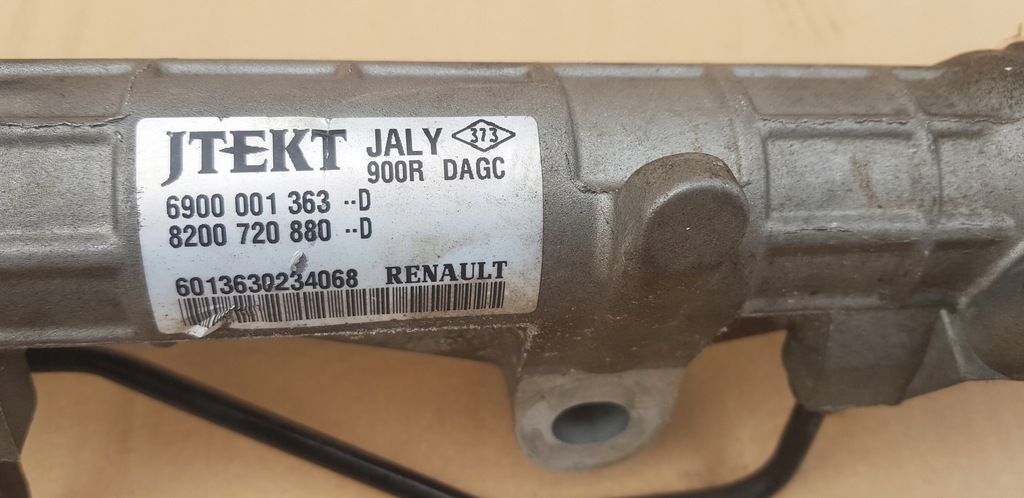 JTEKT JALY 373
900R DAGC
6900 001 363 --D
8200 720 880 --D
6013630234068 RENAULT